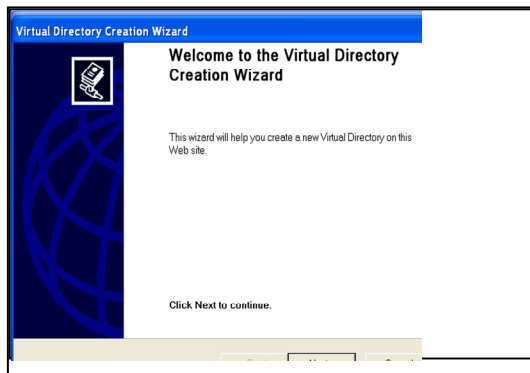 Virtual Directory Creation Wizard
Welcome to the Virtual Directory
Creation Wizard
This wizard will help you create a new Virtual Directory on this
Web site.
Click Next to continue.